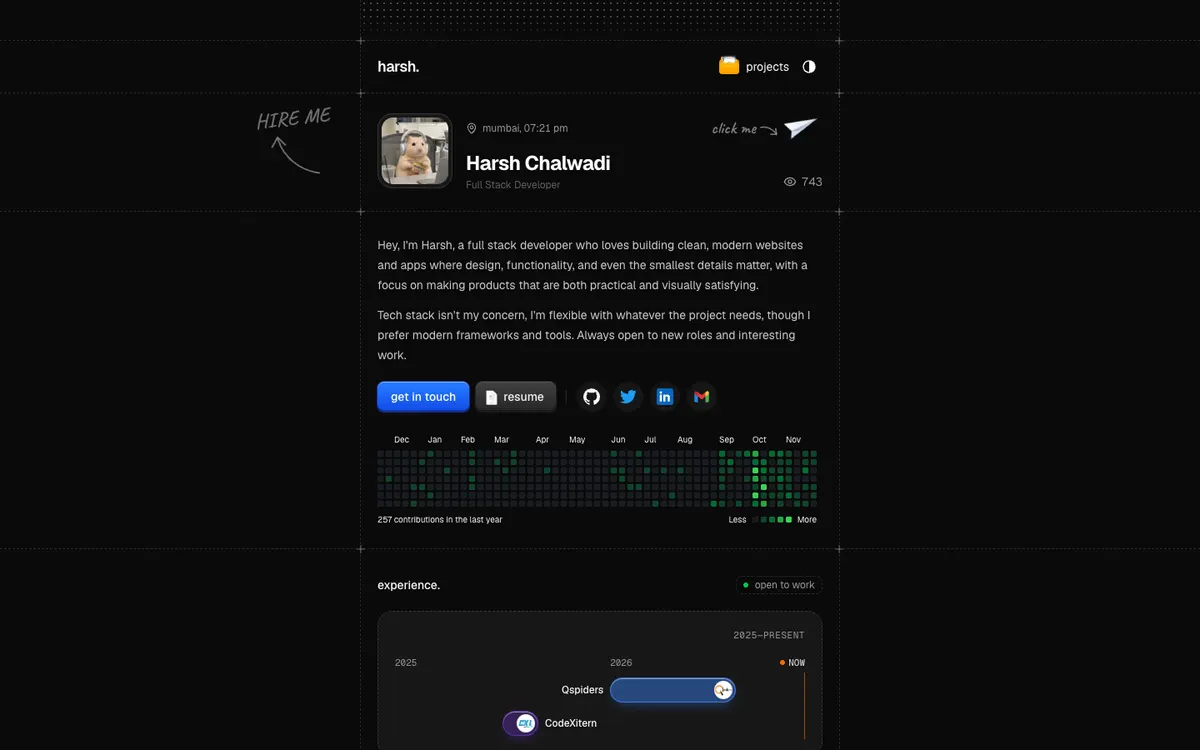 harsh.
projects
HIRE ME
mumbai, 07:21 pm
click me
Harsh Chalwadi
Full Stack Developer
743
Hey, I'm Harsh, a full stack developer who loves building clean, modern websites
and apps where design, functionality, and even the smallest details matter, with a
focus on making products that are both practical and visually satisfying.
Tech stack isn't my concern, I'm flexible with whatever the project needs, though I
prefer modern frameworks and tools. Always open to new roles and interesting
work.
get in touch
resume
in
Dec Jan Feb Mar Apr May Jun Jul Aug Sep Oct Nov
257 contributions in the last year
Less More
experience.
open to work
2025—PRESENT
2025 2026 NOW
Qspiders
CodeXitern